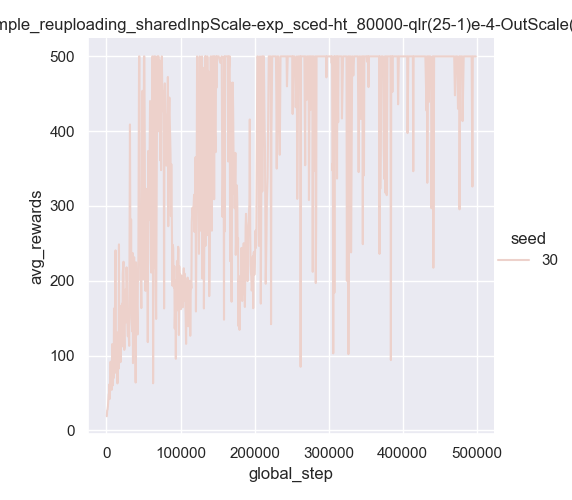 mple_reuploading_sharedInpScale-exp_sced-ht_80000-qlr(25-1)e-4-OutScale(
500
400
300
200
100
0
avg_rewards
0 100000 200000 300000 400000 500000
global_step
seed
30